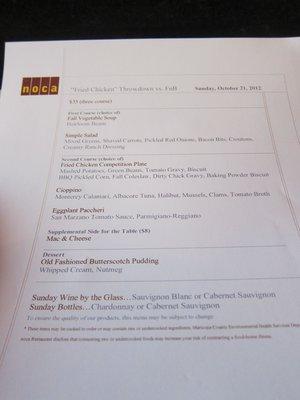 noca
"Fried Chicken" Throwdown vs. FnB Sunday, October 21, 2012
$35 (three course)
First Course (choice of)
Fall Vegetable Soup
Heirloom Beans
Simple Salad
Mixed Greens, Shaved Carrots, Pickled Red Onions, Bacon Bits, Croutons,
Creamy Ranch Dressing
Second Course (choice of)
Fried Chicken Competition Plate
Mashed Potatoes, Green Beans, Tomato Gravy, Biscuit
BBQ Pickled Corn, Fall Coleslaw, Dirty Chick Gravy, Baking Powder Biscuit
Cioppino
Monterey Calamari, Albacore Tuna, Halibut, Mussels, Clams, Tomato Broth
Eggplant Paccheri
San Marzano Tomato Sauce, Parmigiano-Reggiano
Supplemental Side for the Table ($8)
Mac & Cheese
Dessert
Old Fashioned Butterscotch Pudding
Whipped Cream, Nutmeg
Sunday Wine by the Glass...Sauvignon Blanc or Cabernet Sauvignon
Sunday Bottles...Chardonnay or Cabernet Sauvignon
To ensure the quality of our products, this menu may be subject to change
* These items may be cooked to order or may contain raw or undercooked ingredients. Maricopa County Environmental Health Services
disclose that consuming raw or undercooked foods may increase your risk of contracting a food-borne illness.